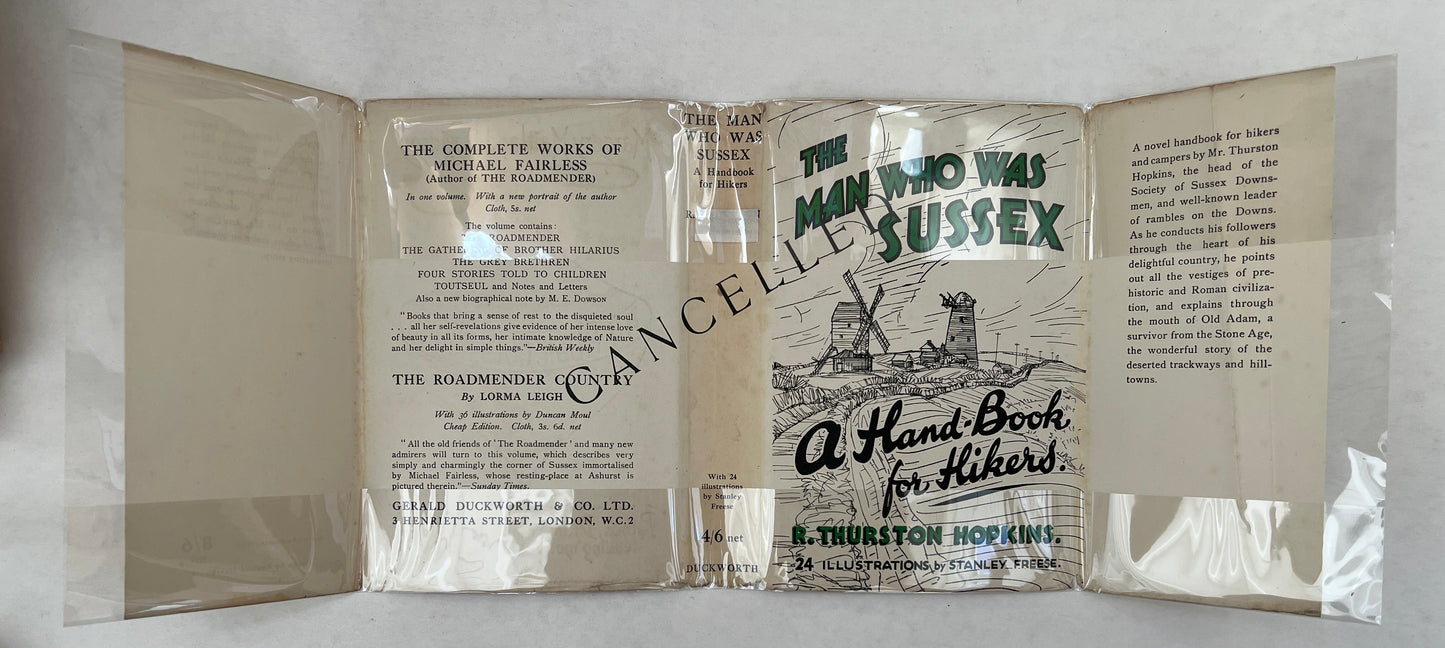 THE COMPLETE WORKS OF
MICHAEL FAIRLESS
(Author of THE ROADMENDER)
In one volume. With a new portrait of the author
Cloth, 5s. net
The volume contains:
ROADMENDER
THE OF BROTHER HILARIUS
THE GREY BRETHREN
FOUR STORIES TOLD TO CHILDREN
TOUTSEUL and Notes and Letters
Also a new biographical note by M. E. Dowson
"Books that bring a sense of rest to the disquieted soul
. . . all her self-revelations give evidence of her intense love
of beauty in all its forms, her intimate knowledge of Nature
and her delight in simple things."—British Weekly
THE ROADMENDER COUNTRY
By LORMA LEIGH
With 36 illustrations by Duncan Moul
Cheap Edition. Cloth, 3s. 6d. net
"All the old friends of 'The Roadmender' and many new
admirers will turn to this volume, which describes very
simply and charmingly the corner of Sussex immortalised
by Michael Fairless, whose resting-place at Ashurst is
pictured therein."—Sunday Times.
GERALD DUCKWORTH & CO. LTD.
3 HENRIETTA STREET, LONDON, W.C.2
CANCELLED
THE MAN
WHO WAS
SUSSEX
A Handbook
for Hikers
With 24
illustrations
by Stanley
Freese
4/6 net
DUCKWORTH
THE
MAN WHO WAS
SUSSEX
A Hand-Book
for Hikers.
R. THURSTON HOPKINS.
24 ILLUSTRATIONS by STANLEY FREESE.
A novel handbook for hikers
and campers by Mr. Thurston
Hopkins, the head of the
Society of Sussex Downs-
men, and well-known leader
of rambles on the Downs.
As he conducts his followers
through the heart of his
delightful country, he points
out all the vestiges of pre-
historic and Roman civiliza-
tion, and explains through
the mouth of Old Adam, a
survivor from the Stone Age,
the wonderful story of the
deserted trackways and hill-
towns.